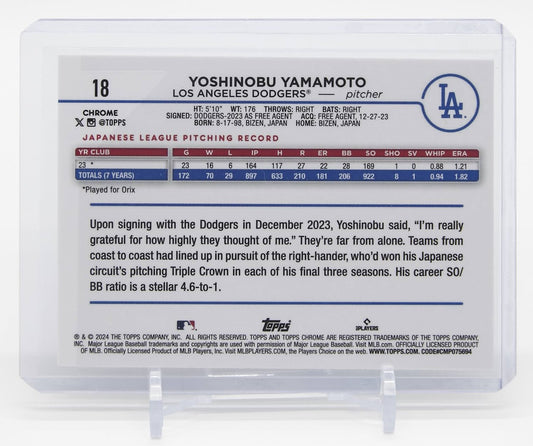 18
YOSHINOBU YAMAMOTO
LOS ANGELES DODGERS® — pitcher
LA
CHROME
X @TOPPS
HT: 5'10" WT: 176 THROWS: RIGHT BATS: RIGHT
SIGNED: DODGERS-2023 AS FREE AGENT ACQ: FREE AGENT, 12-27-23
BORN: 8-17-98, BIZEN, JAPAN HOME: BIZEN, JAPAN
JAPANESE LEAGUE PITCHING RECORD
YR CLUB G W L IP H R ER BB SO SHO SV WHIP ERA
23 * 23 16 6 164 117 27 22 28 169 1 0 0.88 1.21
TOTALS (7 YEARS) 172 70 29 897 633 210 181 206 922 8 1 0.94 1.82
*Played for Orix
Upon signing with the Dodgers in December 2023, Yoshinobu said, “I'm really
grateful for how highly they thought of me.” They're far from alone. Teams from
coast to coast had lined up in pursuit of the right-hander, who'd won his Japanese
circuit's pitching Triple Crown in each of his final three seasons. His career SO/
BB ratio is a stellar 4.6-to-1.
Topps
PLAYERS
® & © 2024 THE TOPPS COMPANY, INC. ALL RIGHTS RESERVED. TOPPS AND TOPPS CHROME ARE REGISTERED TRADEMARKS OF THE TOPPS COMPANY,
INC. Major League Baseball trademarks and copyrights are used with permission of Major League Baseball. Visit MLB.com. OFFICIALLY LICENSED PRODUCT
OF MLB. Officially Licensed Product of MLB Players, Inc. Visit MLBPLAYERS.COM, the Players Choice on the web. WWW.TOPPS.COM. CODE#CMP075694